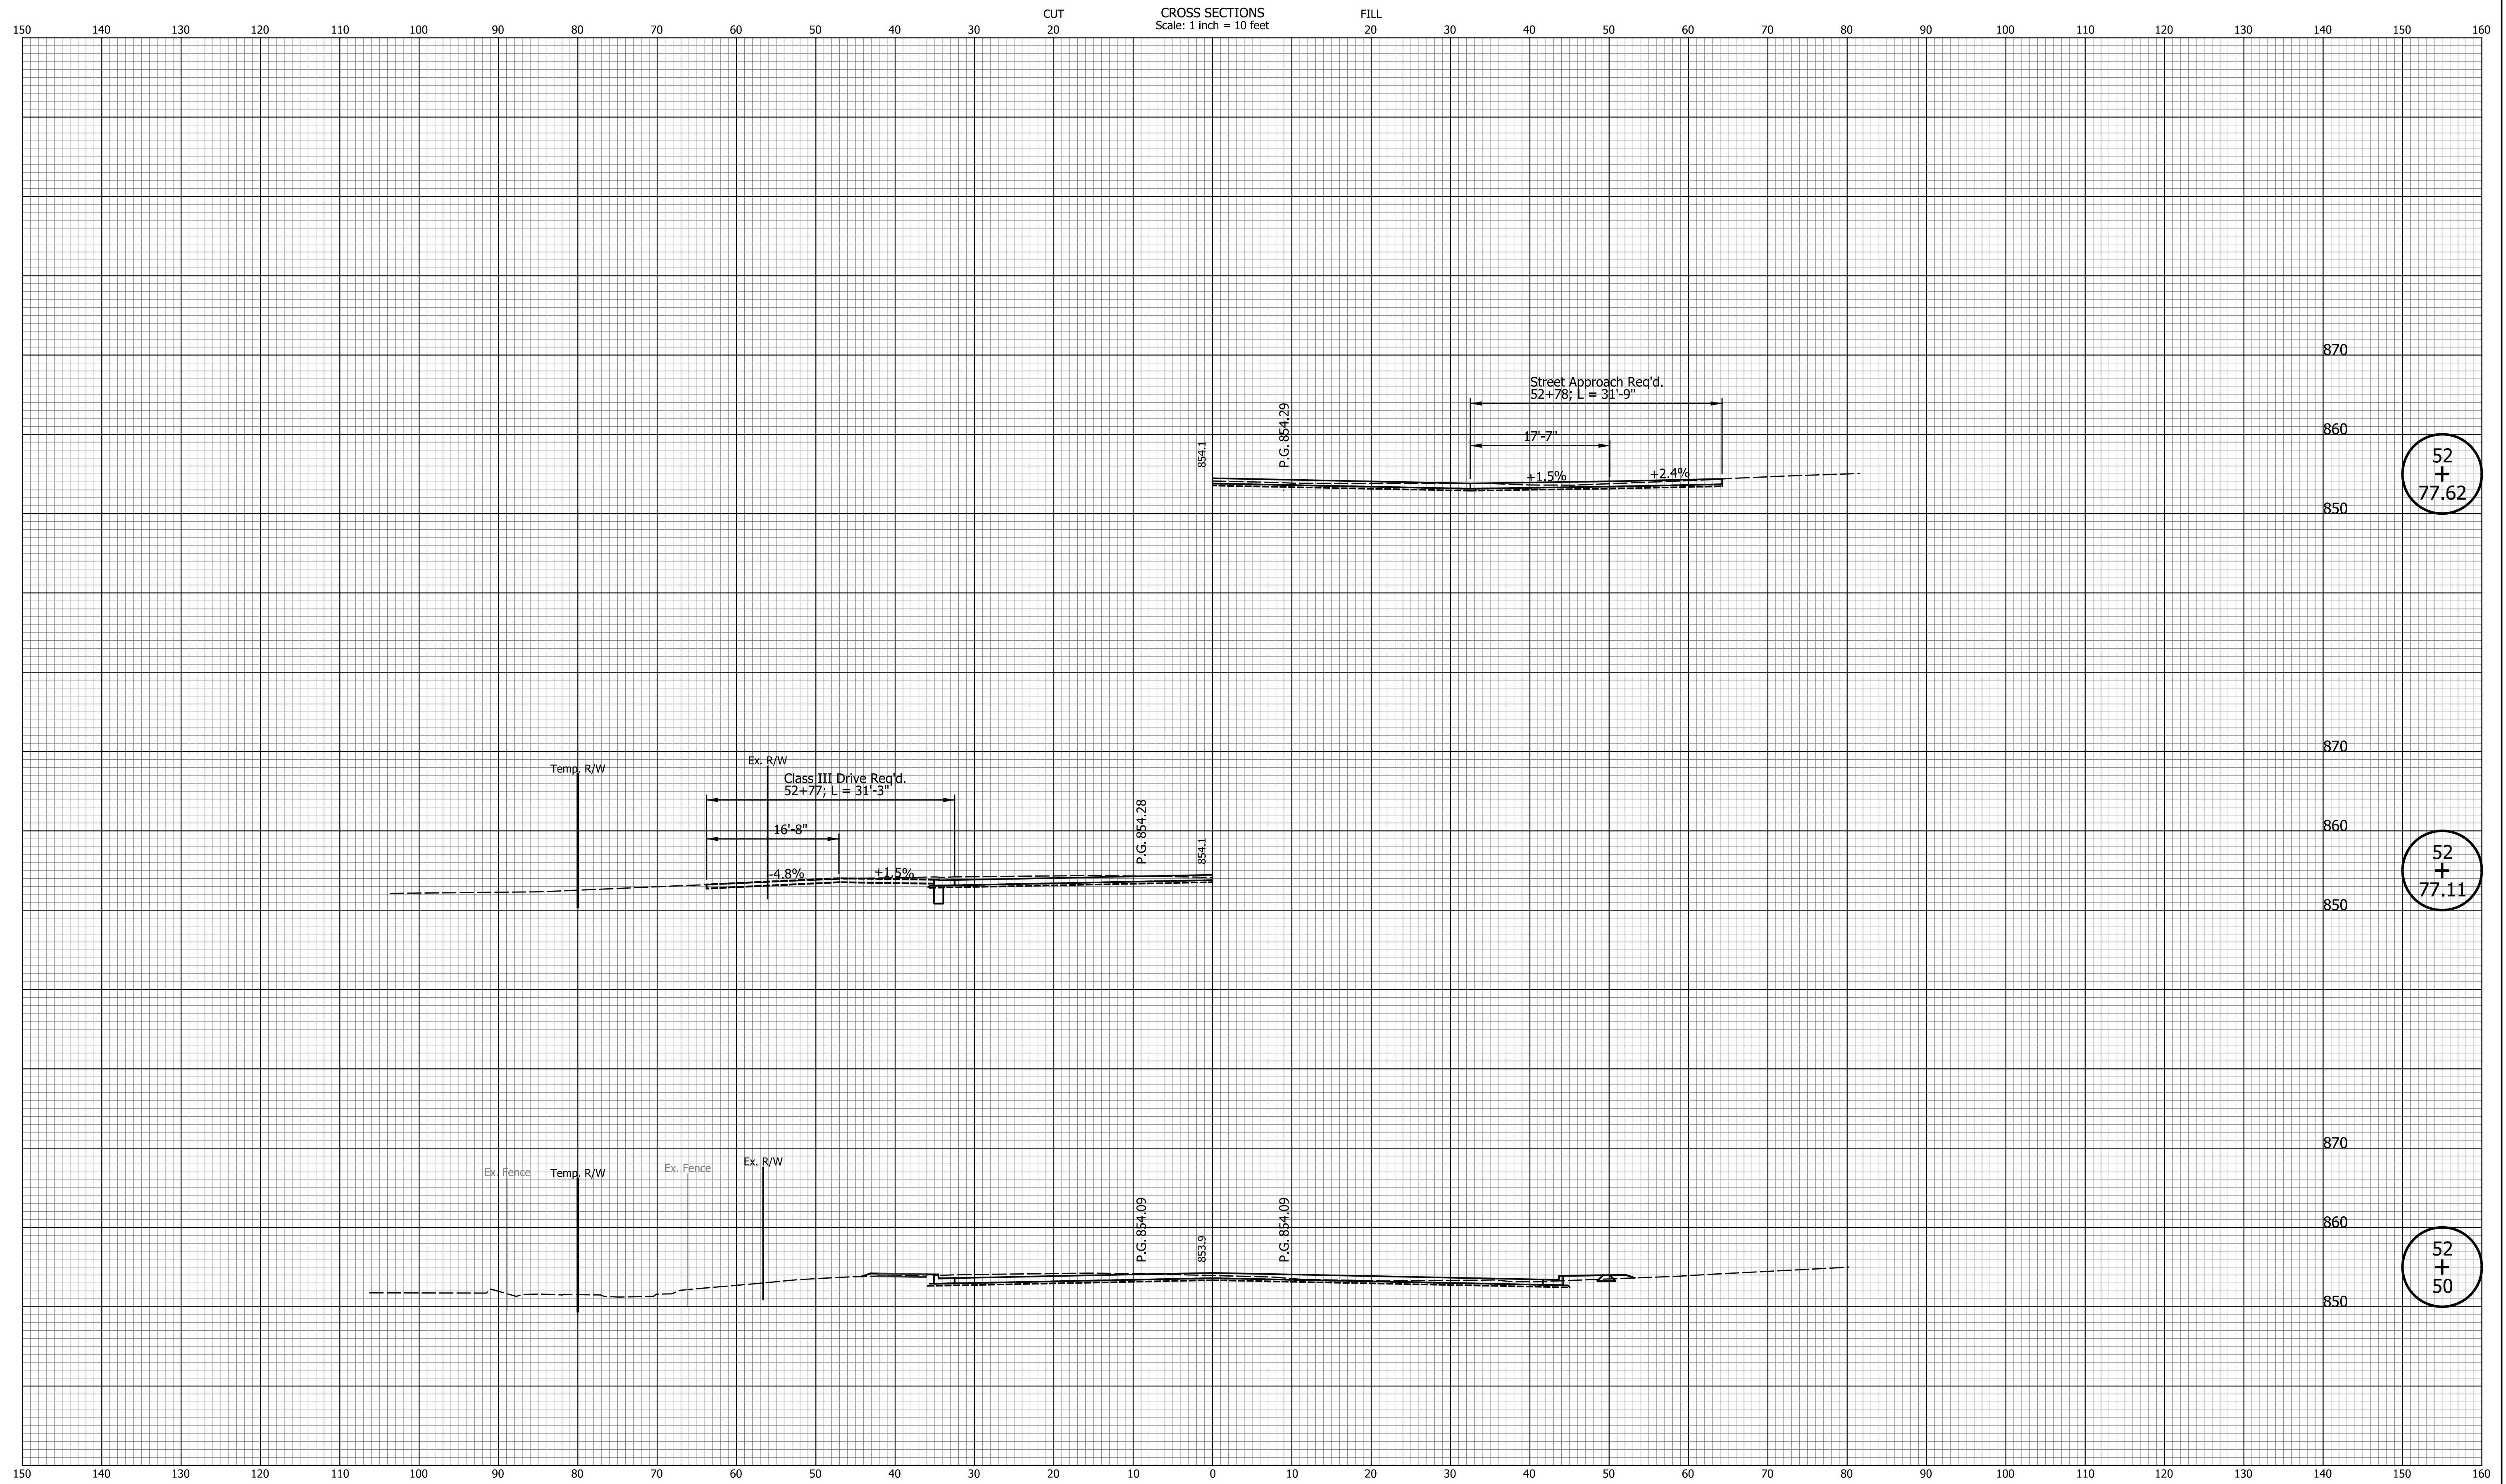 CUT CROSS SECTIONS FILL
Scale: 1 inch = 10 feet
150 140 130 120 110 100 90 80 70 60 50 40 30 20 10 0 10 20 30 40 50 60 70 80 90 100 110 120 130 140 150 160
870
Street Approach Req'd.
52+78; L = 31'-9"
860
17'-7"
854.1
P.G. 854.29
+1.5%
+2.4%
52
+
77.62
850
870
Ex. R/W
Temp. R/W
Class III Drive Req'd.
52+77; L = 31'-3"
860
16'-8"
P.G. 854.28
854.1
-4.8%
+1.5%
52
+
77.11
850
870
Ex. R/W
Ex. Fence
Temp. R/W
Ex. Fence
860
P.G. 854.09
853.9
P.G. 854.09
52
+
50
850
150 140 130 120 110 100 90 80 70 60 50 40 30 20 10 0 10 20 30 40 50 60 70 80 90 100 110 120 130 140 150 160